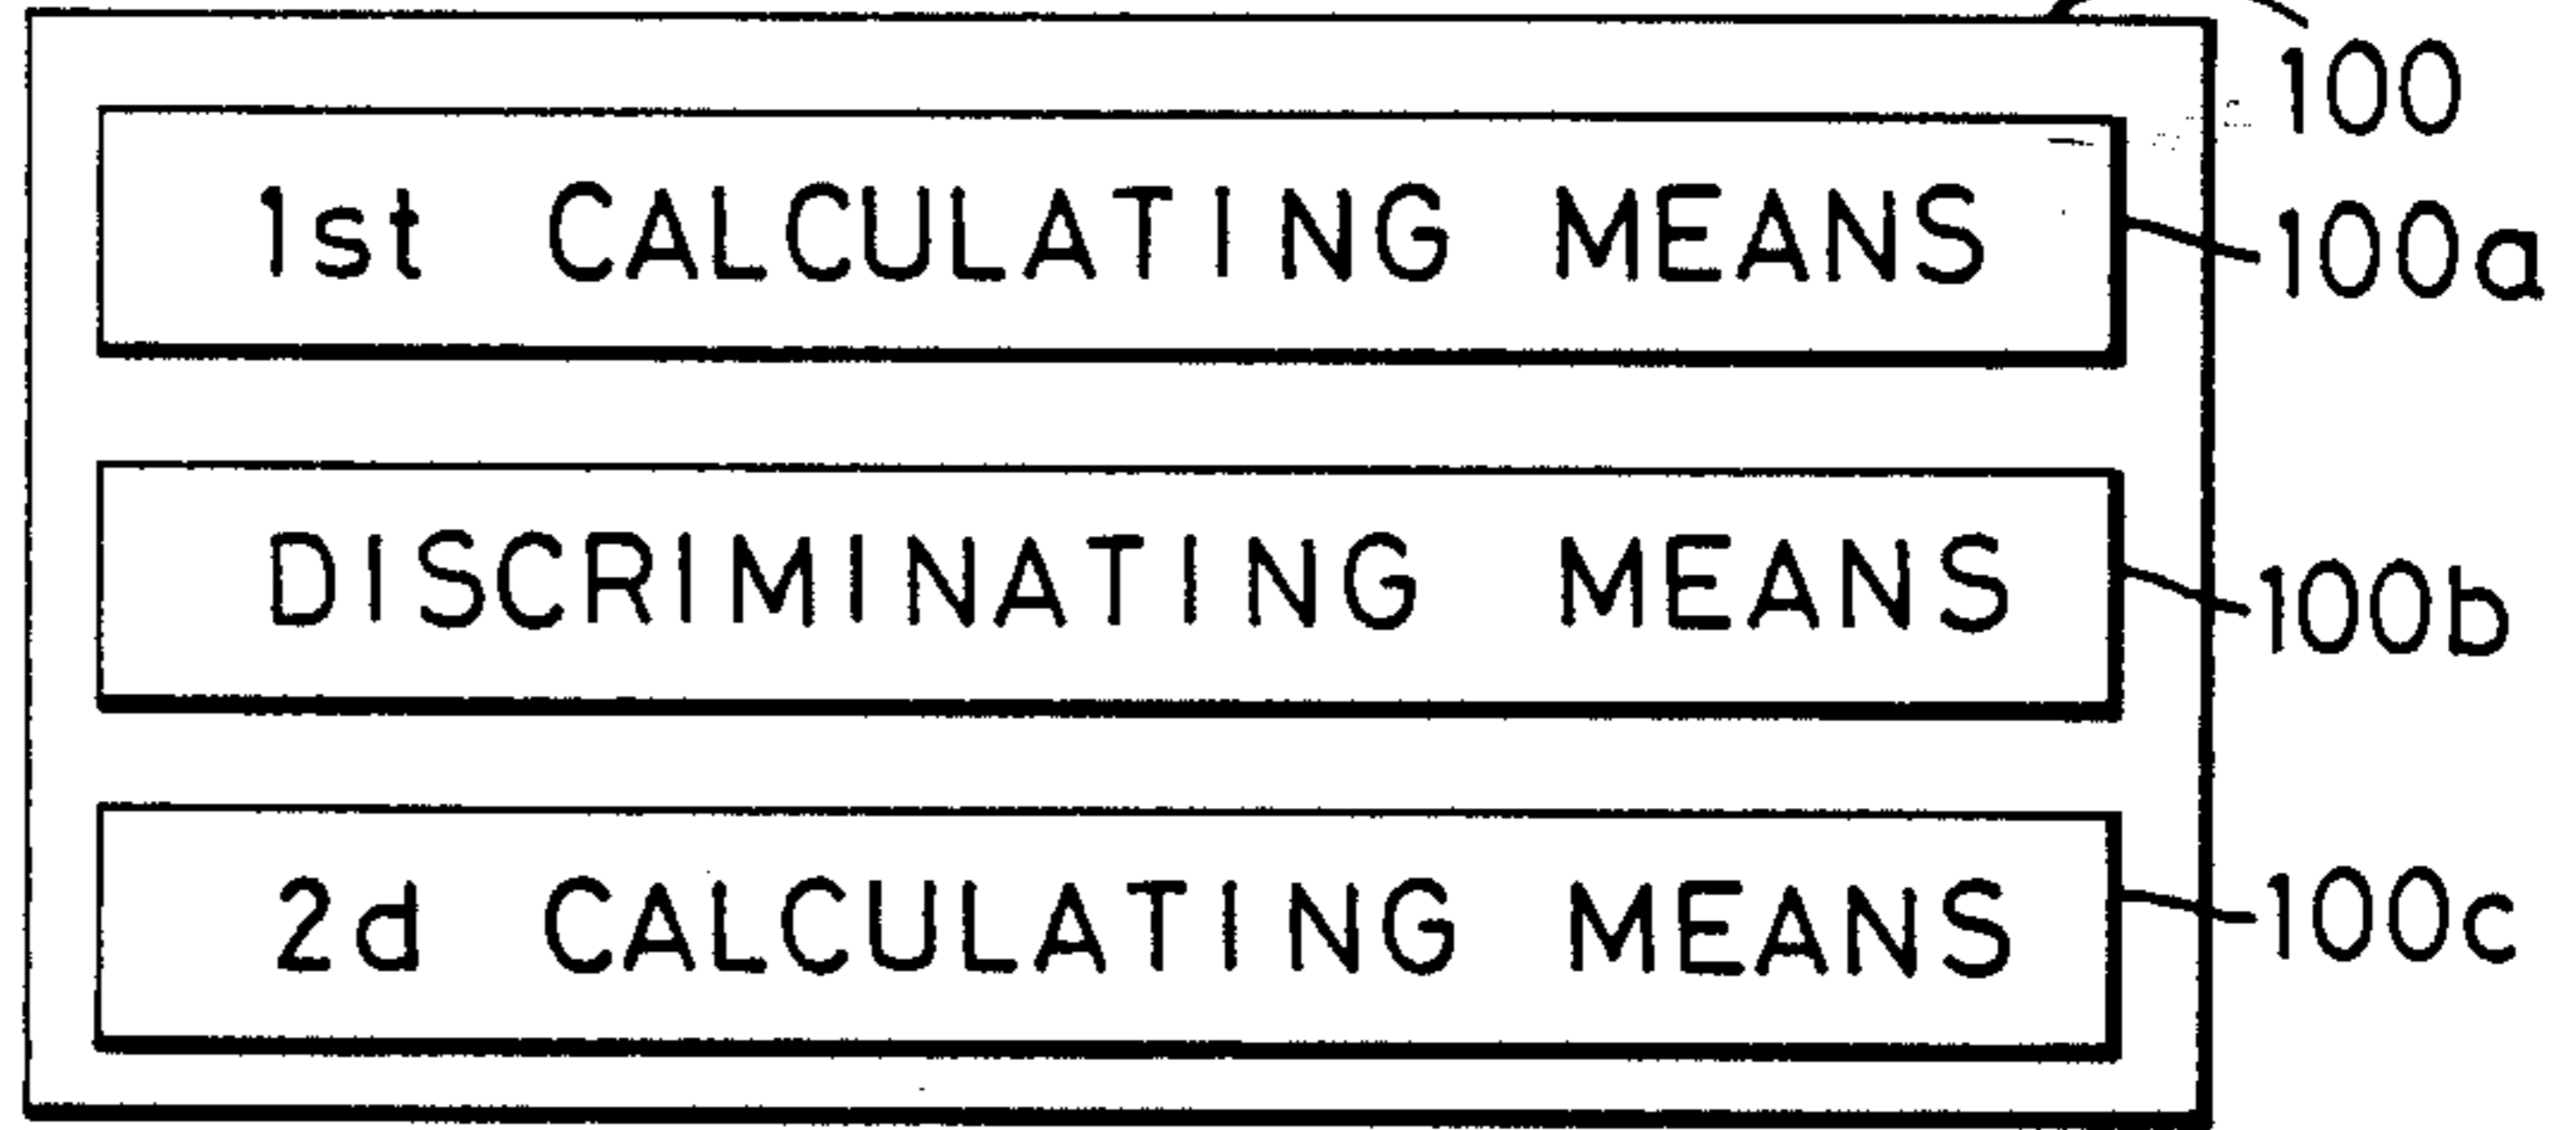 100
1st CALCULATING MEANS 100a
DISCRIMINATING MEANS 100b
2d CALCULATING MEANS 100c